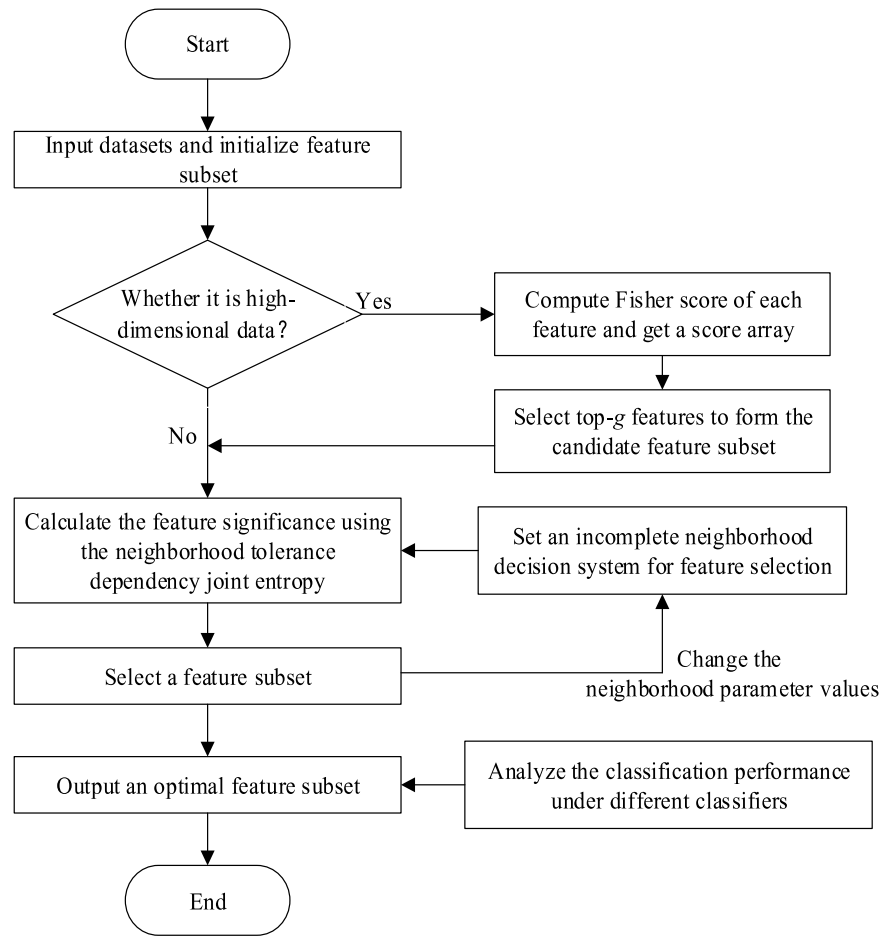 Start
Input datasets and initialize feature
subset
Whether it is high-
dimensional data?
Yes
Compute Fisher score of each
feature and get a score array
Select top-g features to form the
candidate feature subset
No
Calculate the feature significance using
the neighborhood tolerance
dependency joint entropy
Set an incomplete neighborhood
decision system for feature selection
Select a feature subset
Change the
neighborhood parameter values
Output an optimal feature subset
Analyze the classification performance
under different classifiers
End